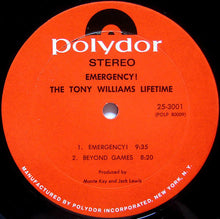 polydor
STEREO
EMERGENCY!
THE TONY WILLIAMS LIFETIME
25-3001
(PDLP 80009)
1. EMERGENCY! 9:35
2. BEYOND GAMES 8:20
Produced by
Monte Kay and Jack Lewis
MANUFACTURED BY POLYDOR INCORPORATED, NEW YORK, N.Y.